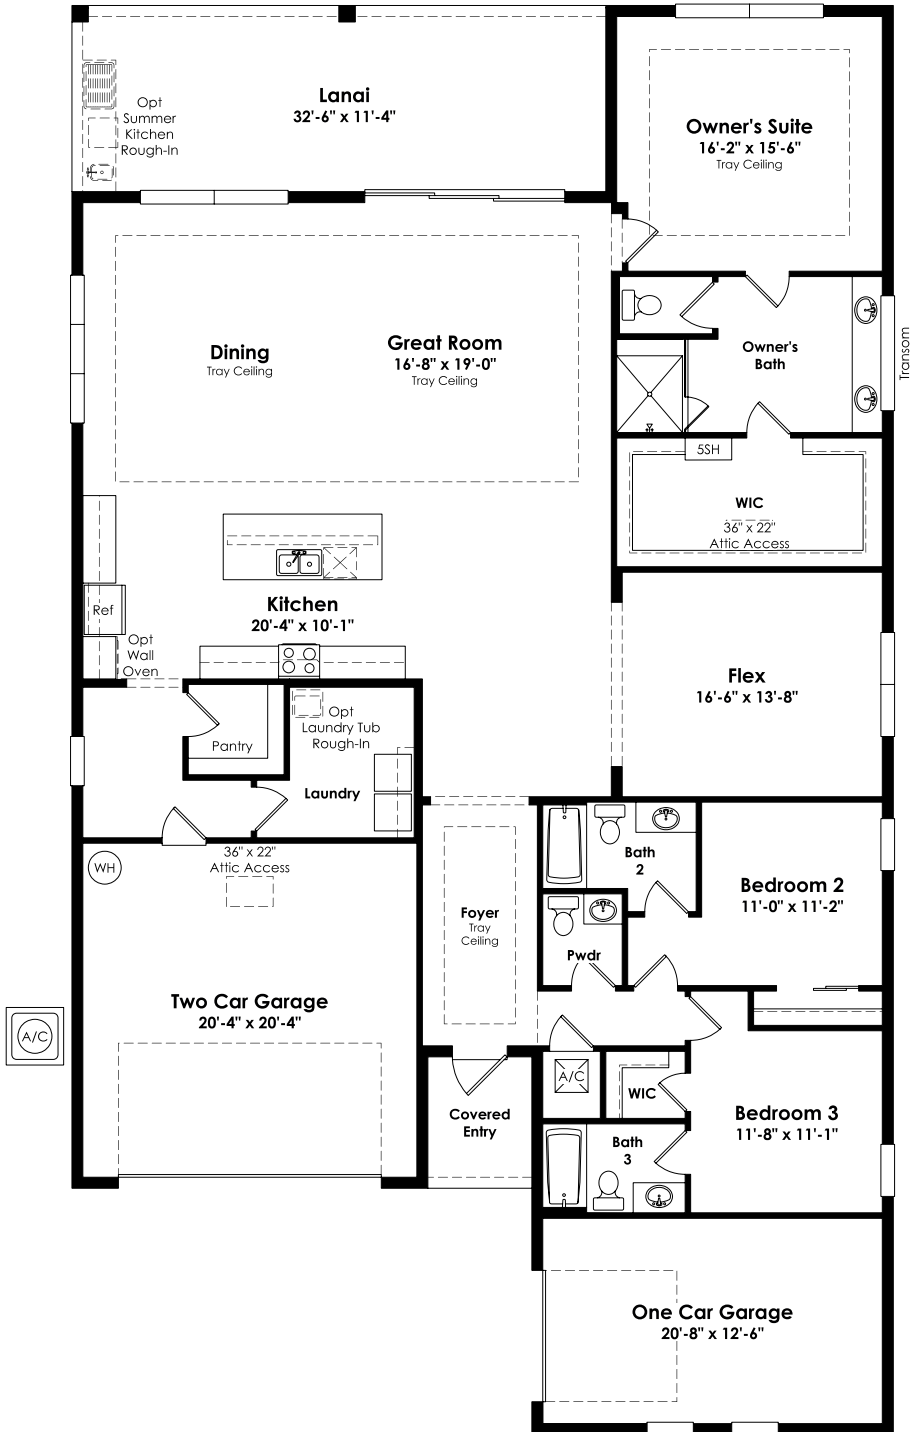 Lanai
32'-6" x 11'-4"
Opt
Summer
Kitchen
Rough-In
Owner's Suite
16'-2" x 15'-6"
Tray Ceiling
Dining
Tray Ceiling
Great Room
16'-8" x 19'-0"
Tray Ceiling
Owner's
Bath
Transom
5SH
WIC
36" x 22"
Attic Access
Ref
Kitchen
20'-4" x 10'-1"
Opt
Wall
Oven
Flex
16'-6" x 13'-8"
Pantry
Opt
Laundry Tub
Rough-In
Laundry
WH
36" x 22"
Attic Access
Bath
2
Bedroom 2
11'-0" x 11'-2"
Foyer
Tray
Ceiling
Pwdr
Two Car Garage
20'-4" x 20'-4"
A/C
A/C
WIC
Covered
Entry
Bedroom 3
11'-8" x 11'-1"
Bath
3
One Car Garage
20'-8" x 12'-6"